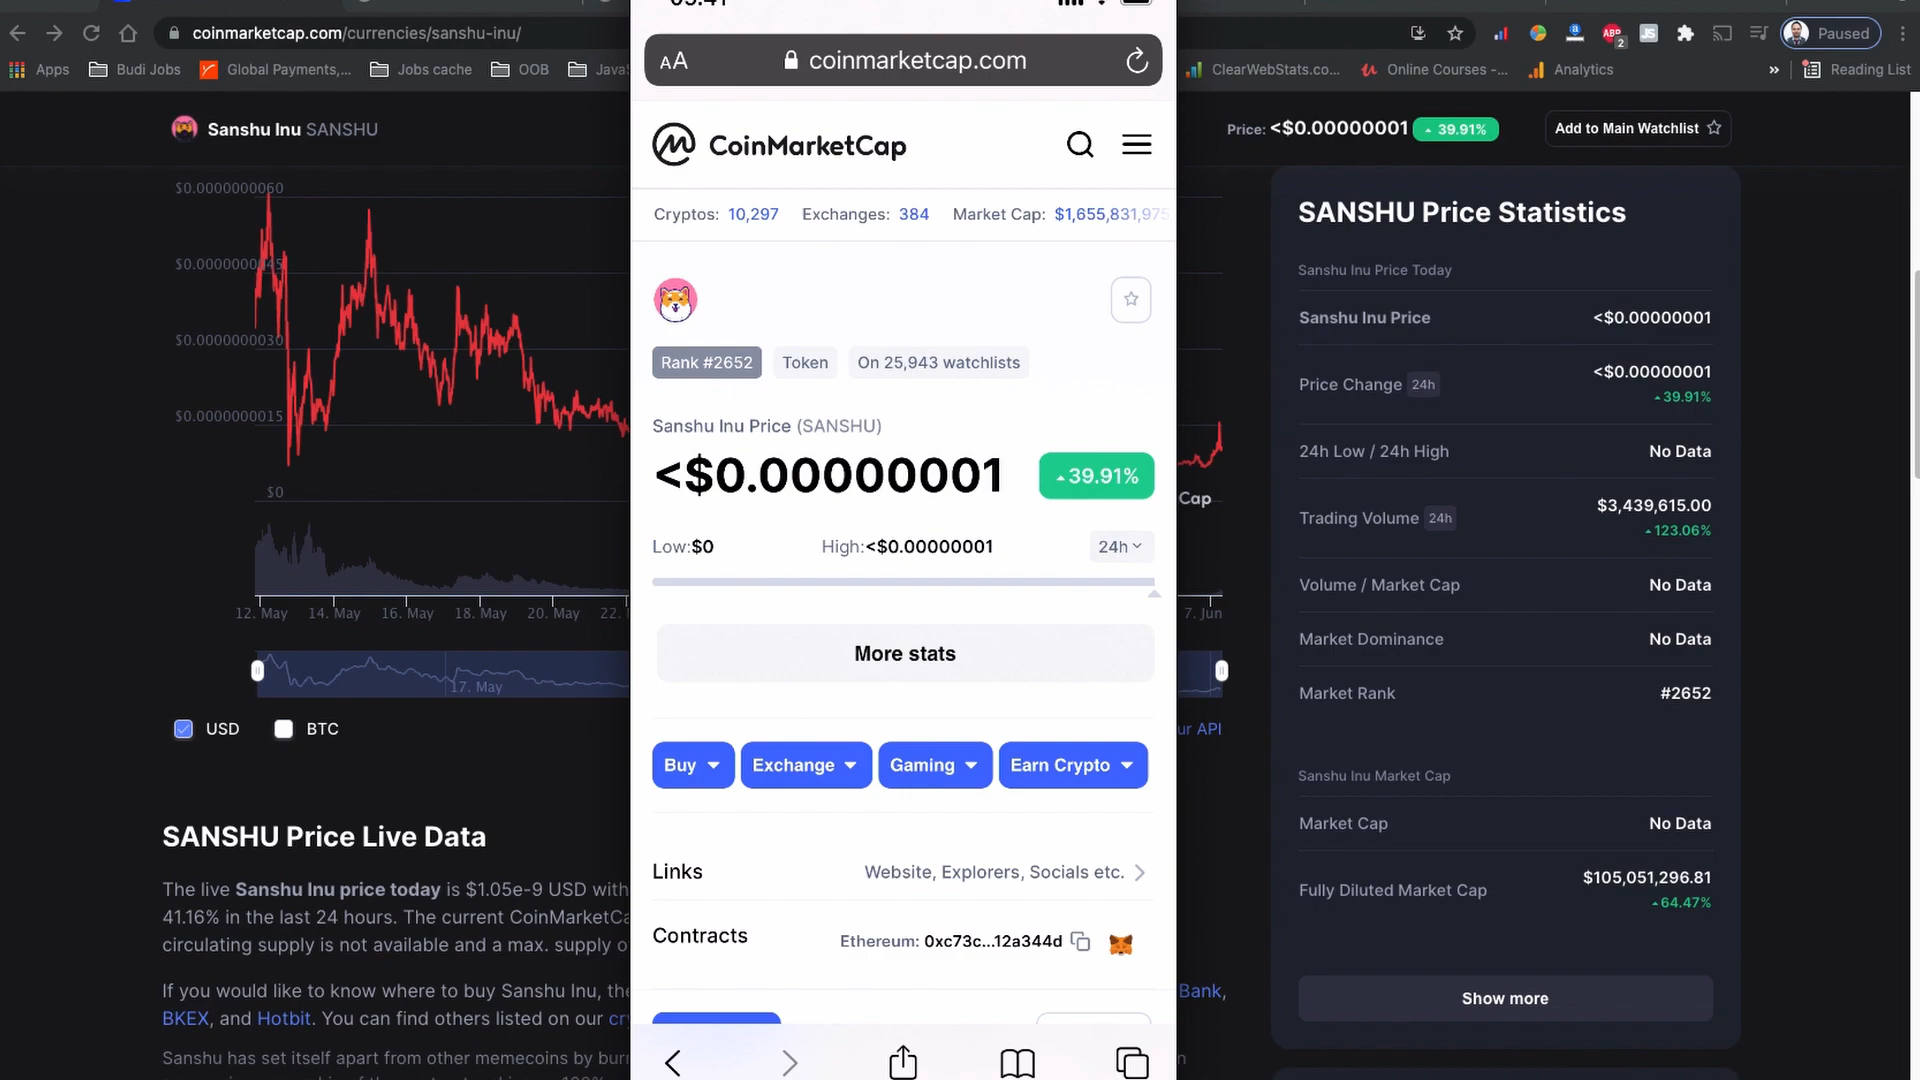 coinmarketcap.com/currencies/sanshu-inu/
Paused
Apps
Budi Jobs
Global Payments,...
Jobs cache
OOB
ClearWebStats.co...
Online Courses -...
Analytics
»
Reading List
Sanshu Inu SANSHU
Price: <$0.00000001
39.91%
Add to Main Watchlist
$0.0000000060
$0.0000000045
$0.0000000030
$0.0000000015
$0
12. May
14. May
16. May
18. May
20. May
7. Jun
17. May
USD
BTC
Cap
API
SANSHU Price Live Data
The live Sanshu Inu price today is $1.05e-9 USD with
41.16% in the last 24 hours. The current
circulating supply is not available and a max. supply
If you would like to know where to buy Sanshu Inu, the
Bank,
BKEX, and Hotbit. You can find others listed on our
Sanshu has set itself apart from other memecoins by
AA
coinmarketcap.com
CoinMarketCap
Cryptos: 10,297
Exchanges: 384
Market Cap: $1,655,831,975
Rank #2652
Token
On 25,943 watchlists
Sanshu Inu Price (SANSHU)
<$0.00000001
39.91%
Low:$0
High:<$0.00000001
24h
More stats
Buy
Exchange
Gaming
Earn Crypto
Links
Website, Explorers, Socials etc.
Contracts
Ethereum: 0xc73c...12a344d
SANSHU Price Statistics
Sanshu Inu Price Today
Sanshu Inu Price
<$0.00000001
Price Change 24h
<$0.00000001
39.91%
24h Low / 24h High
No Data
Trading Volume 24h
$3,439,615.00
123.06%
Volume / Market Cap
No Data
Market Dominance
No Data
Market Rank
#2652
Sanshu Inu Market Cap
Market Cap
No Data
Fully Diluted Market Cap
$105,051,296.81
64.47%
Show more